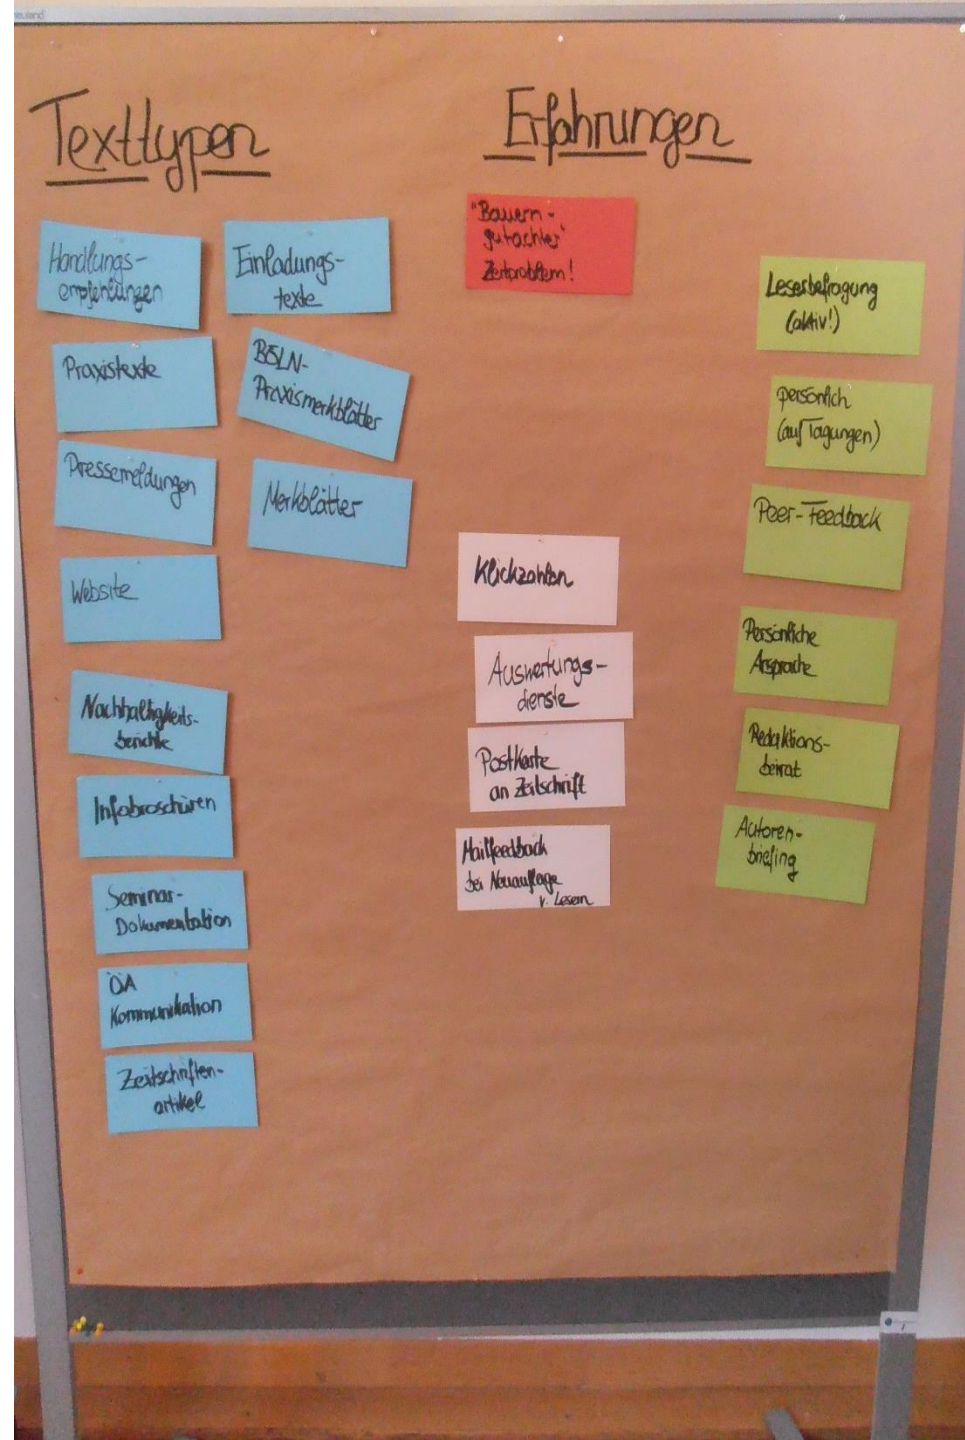 Texttypen
Handlungs-
empfehlungen
Praxistexte
Pressemeldungen
Website
Nachhaltigkeits-
berichte
Infobroschüren
Seminar-
Dokumentation
ÖA
Kommunikation
Zeitschriften-
artikel
Einladungs-
texte
BÖLN-
Praxismerkblätter
Merkblätter
Erfahrungen
"Bauern-
gutachter"
Zeitproblem!
Klickzahlen
Auswertungs-
dienste
Postkarte
an Zeitschrift
Mailfeedback
bei Neuauflage
v. Lesern
Leserbefragung
(aktiv!)
persönlich
(auf Tagungen)
Peer-Feedback
Persönliche
Ansprache
Redaktions-
beirat
Autoren-
briefing